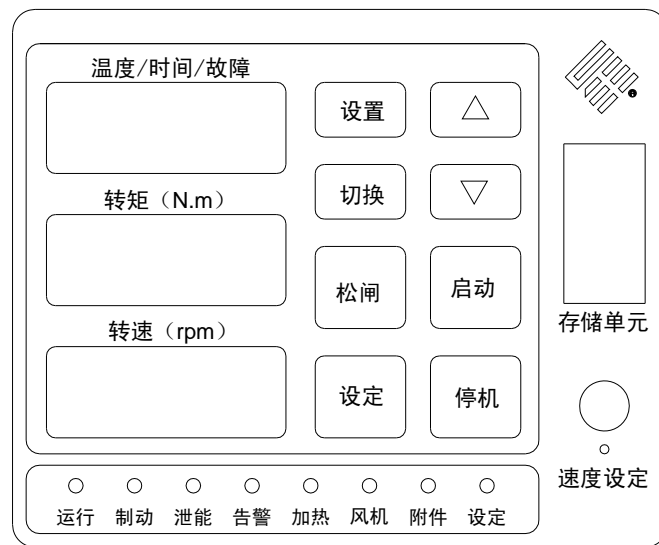 温度/时间/故障
设置
转矩（N.m）
切换
松闸
启动
转速（rpm）
存储单元
设定
停机
速度设定
运行 制动 泄能 告警 加热 风机 附件 设定